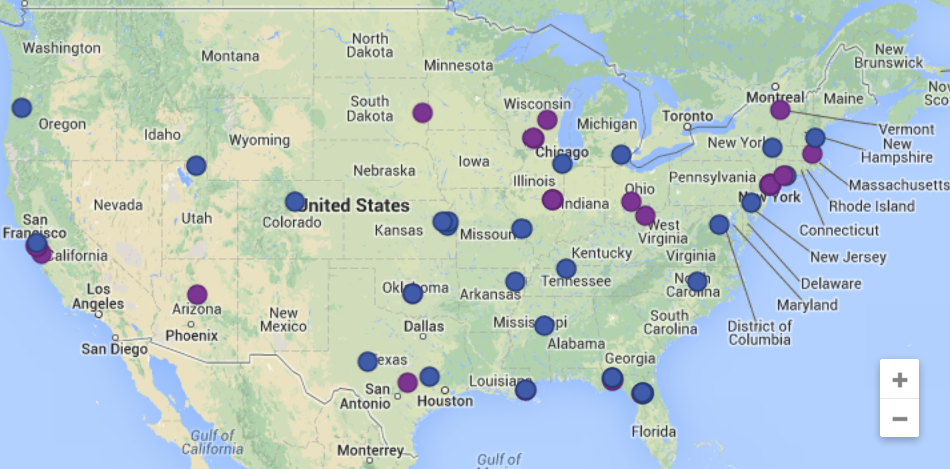 Washington
Montana
North
Dakota
Minnesota
New
Brunswick
Oregon
Idaho
Wyoming
South
Dakota
Wisconsin
Michigan
Toronto
Montreal
Maine
Vermont
New
Hampshire
Massachusetts
Rhode Island
Connecticut
New Jersey
Delaware
Maryland
District of
Columbia
Nebraska
Iowa
Chicago
Illinois
Indiana
Ohio
Pennsylvania
New York
New York
Nevada
Utah
Colorado
United States
Kansas
Missouri
West
Virginia
Virginia
Kentucky
San
Francisco
California
Los
Angeles
San Diego
Arizona
Phoenix
New
Mexico
Oklahoma
Arkansas
Tennessee
North
Carolina
South
Carolina
Dallas
Mississippi
Alabama
Georgia
Texas
San
Antonio
Houston
Louisiana
Florida
Gulf of
California
Monterrey
Gulf of
+
−